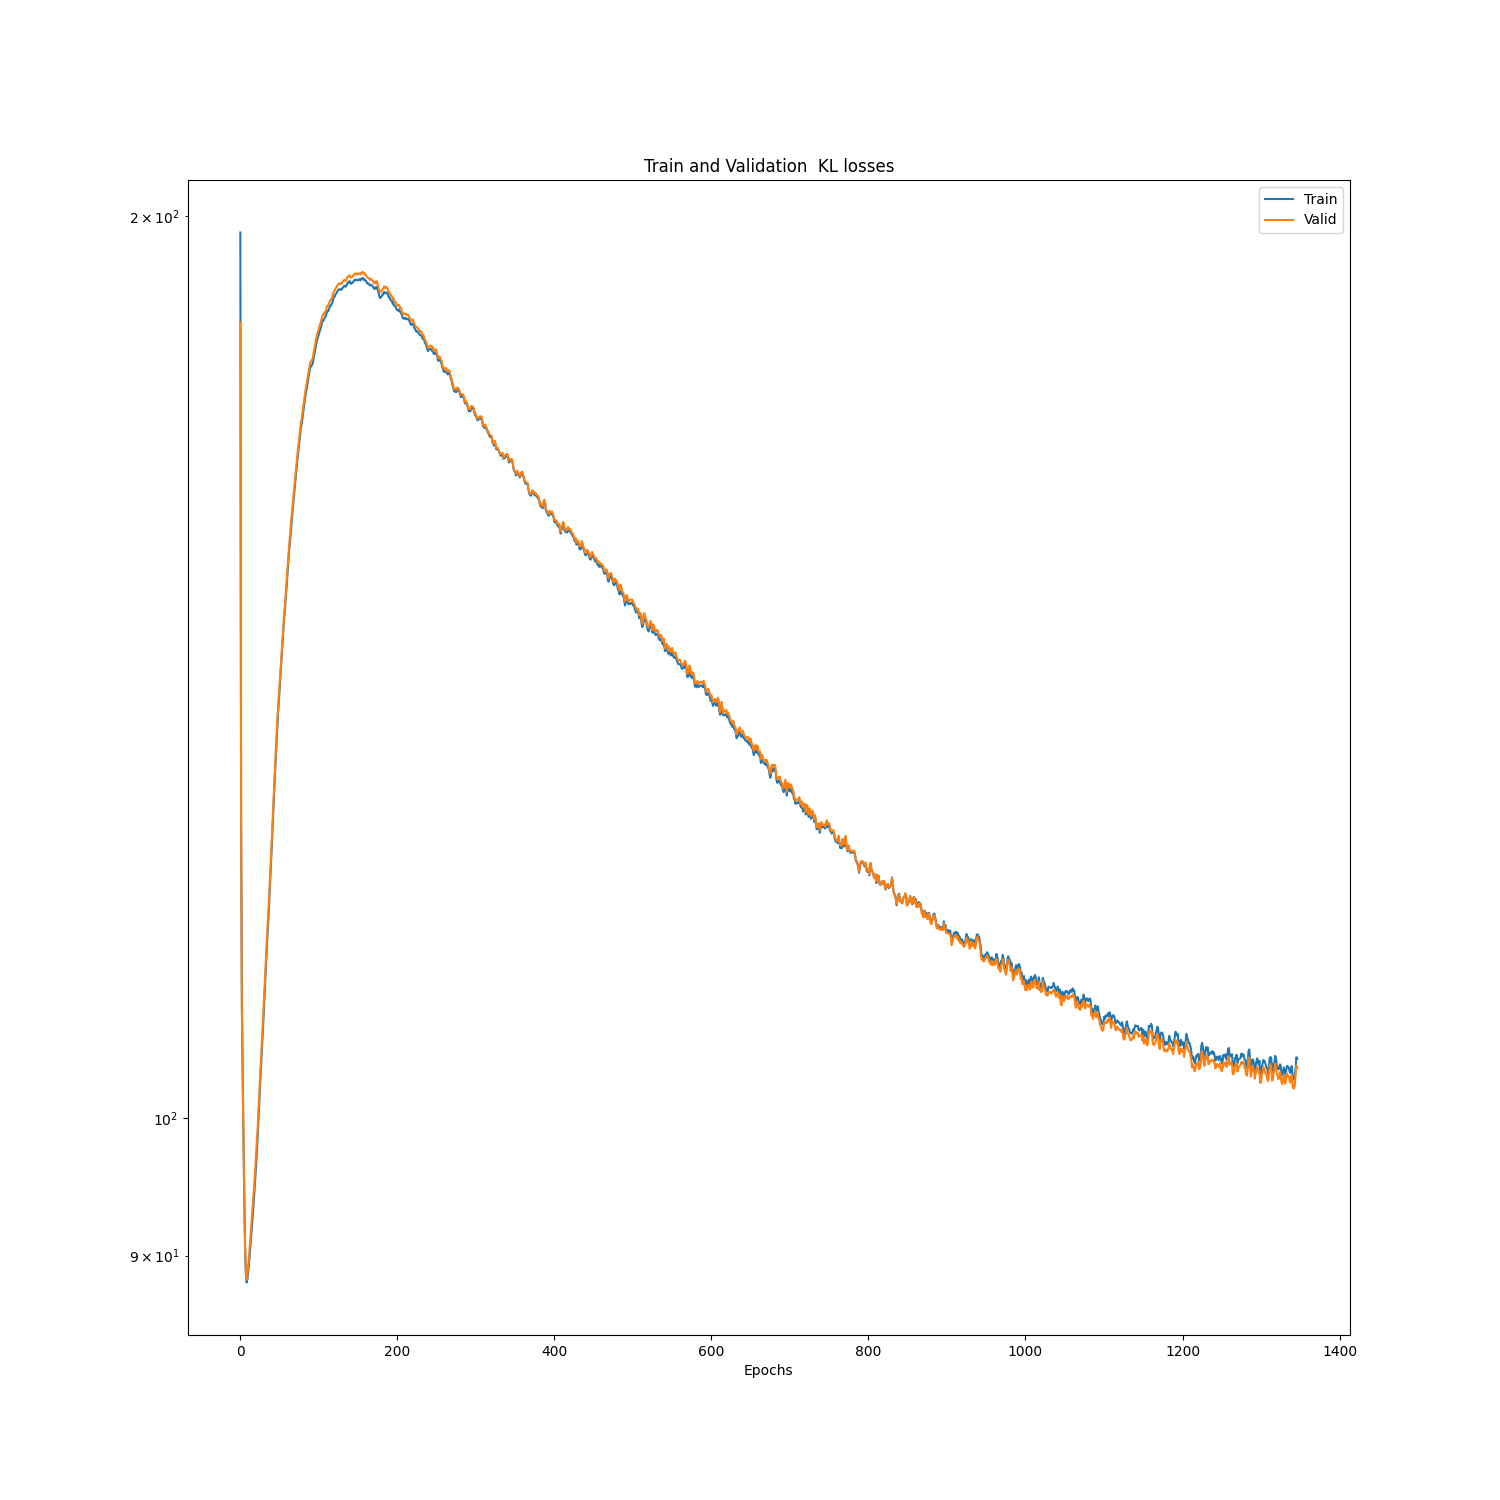 Train and Validation  KL losses
Train
Valid
2 × 10²
10²
9 × 10¹
0 200 400 600 800 1000 1200 1400
Epochs